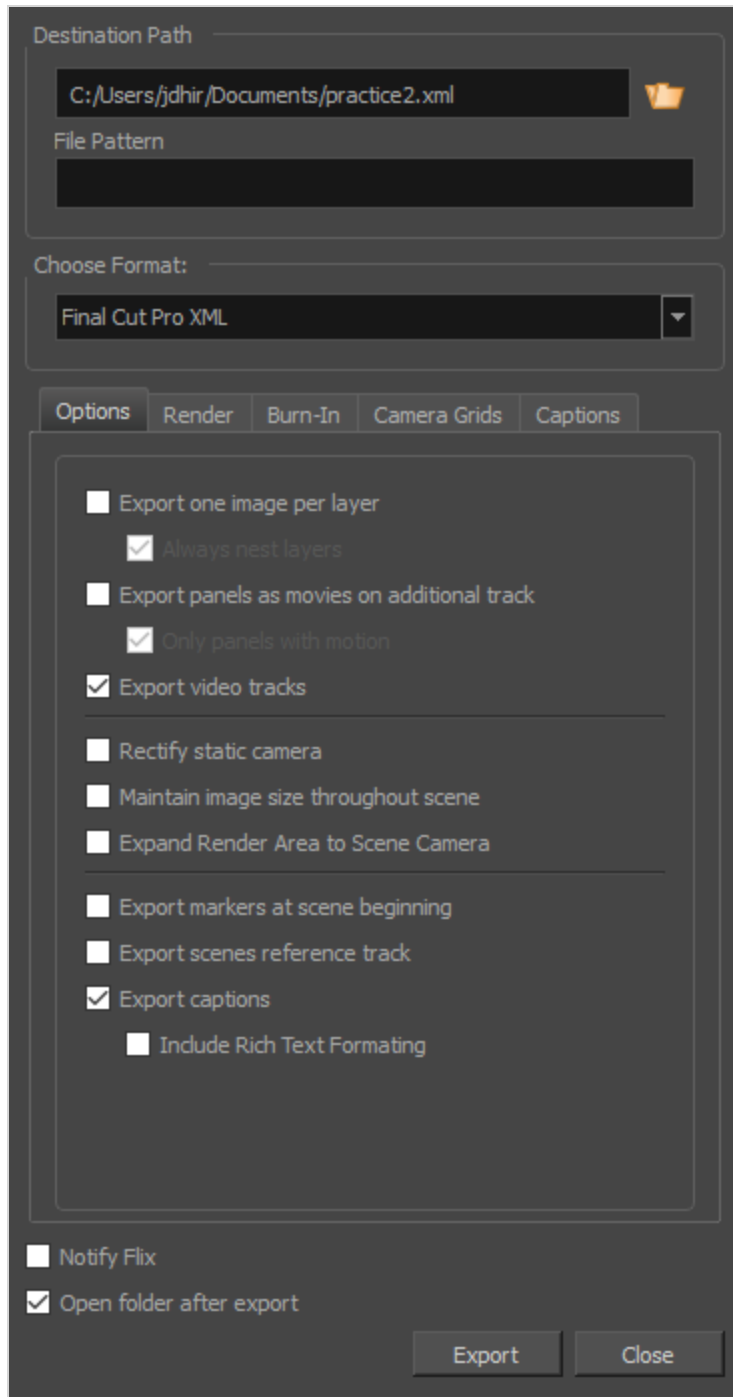 Destination Path
C:/Users/jdhir/Documents/practice2.xml
File Pattern
Choose Format:
Final Cut Pro XML
Options Render Burn-In Camera Grids Captions
Export one image per layer
Always nest layers
Export panels as movies on additional track
Only panels with motion
Export video tracks
Rectify static camera
Maintain image size throughout scene
Expand Render Area to Scene Camera
Export markers at scene beginning
Export scenes reference track
Export captions
Include Rich Text Formating
Notify Flix
Open folder after export
Export Close